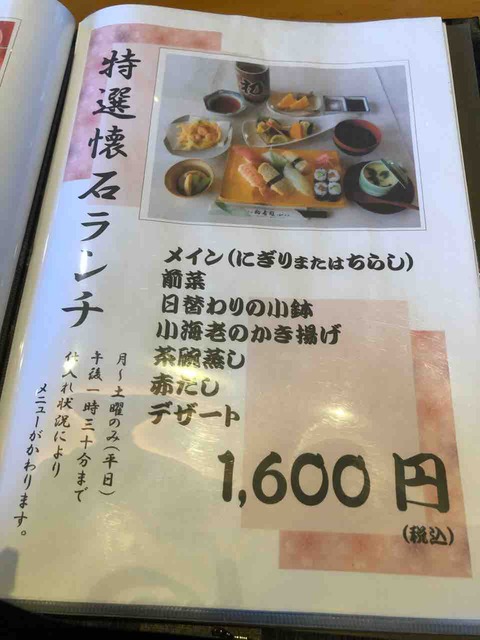 特選懐石ランチ
メイン(にぎりまたはちらし)
前菜
日替わりの小鉢
小海老のかき揚げ
茶碗蒸し
赤だし
デザート
1,600円
(税込)
月～土曜のみ(平日)
午後一時三十分まで
仕入れ状況により
メニューがかわります。